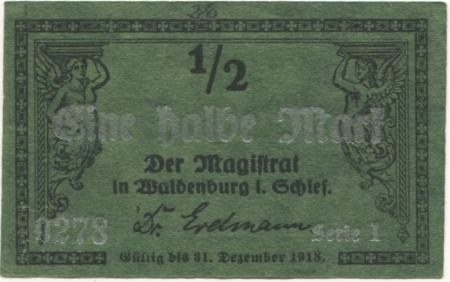 36
1/2
Eine halbe Mark
Der Magistrat
in Waldenburg i. Schles.
0278 Dr. Erdmann Serie 1
Gültig bis 31. Dezember 1918.